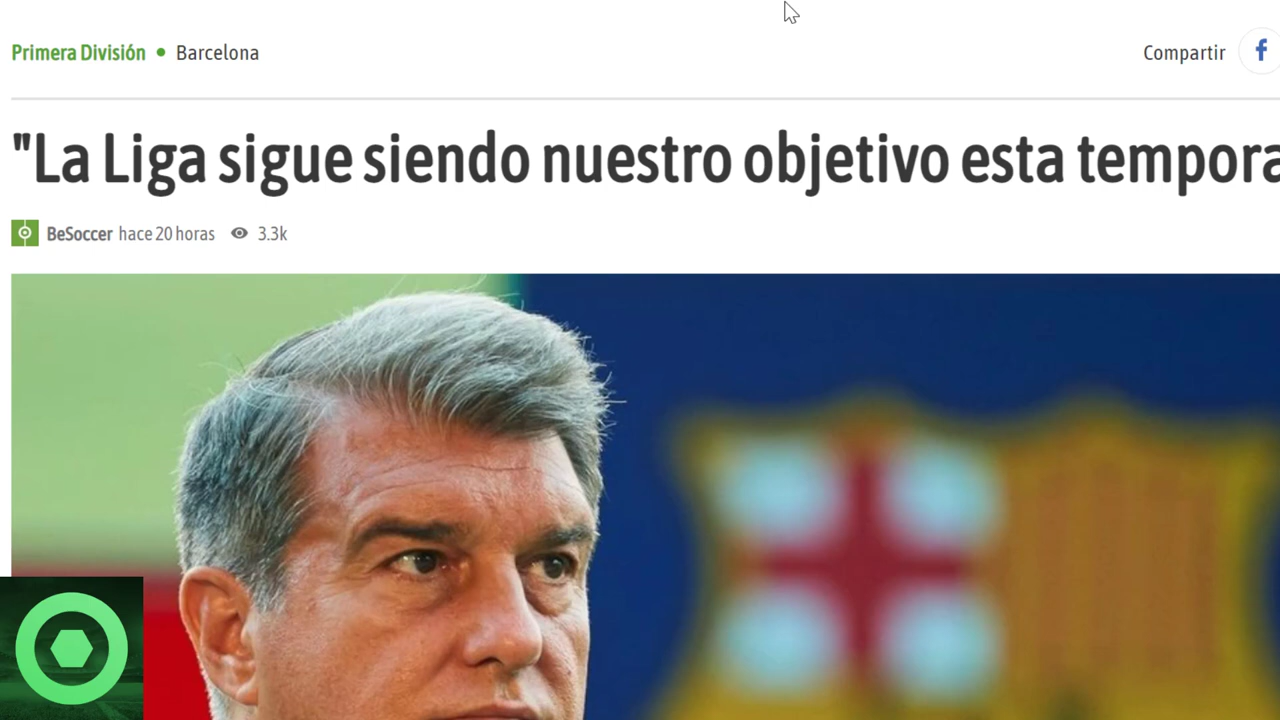 Primera División • Barcelona
Compartir
"La Liga sigue siendo nuestro objetivo esta tempora
BeSoccer hace 20 horas 3.3k